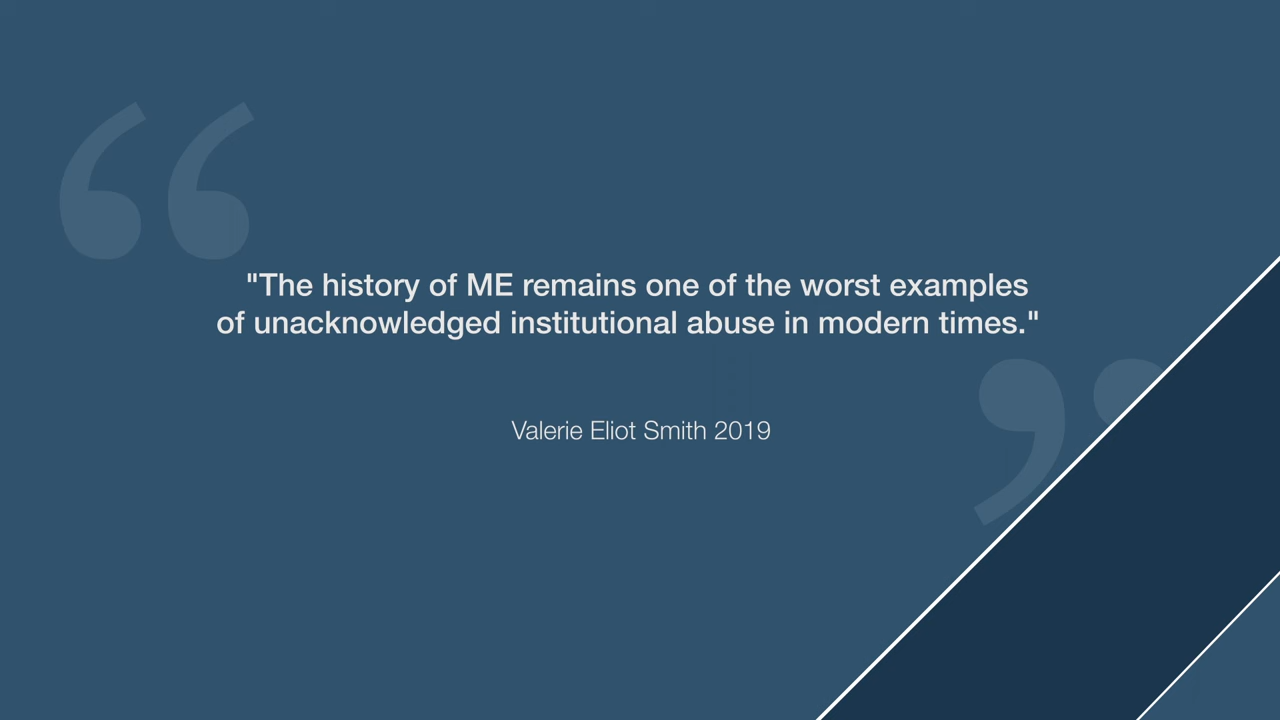 "The history of ME remains one of the worst examples
of unacknowledged institutional abuse in modern times."
Valerie Eliot Smith 2019